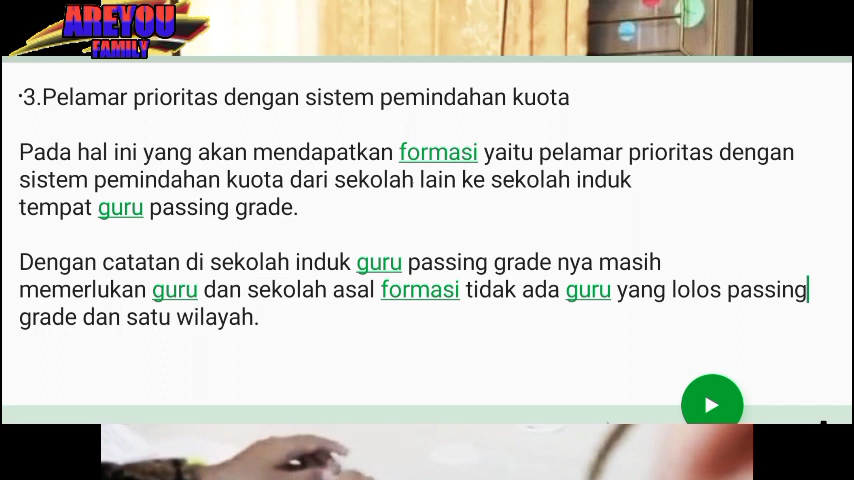 AREYOU
FAMILY
·3.Pelamar prioritas dengan sistem pemindahan kuota
Pada hal ini yang akan mendapatkan formasi yaitu pelamar prioritas dengan
sistem pemindahan kuota dari sekolah lain ke sekolah induk
tempat guru passing grade.
Dengan catatan di sekolah induk guru passing grade nya masih
memerlukan guru dan sekolah asal formasi tidak ada guru yang lolos passing
grade dan satu wilayah.